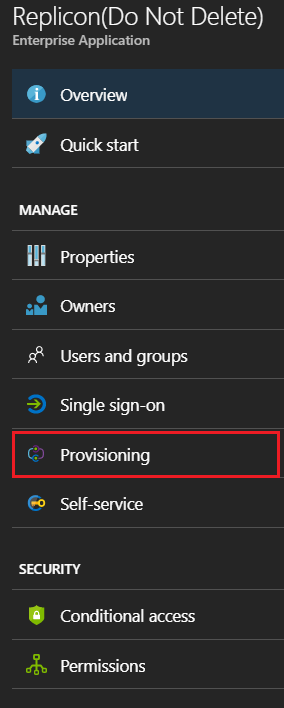 Replicon(Do Not Delete)
Enterprise Application
Overview
Quick start
MANAGE
Properties
Owners
Users and groups
Single sign-on
Provisioning
Self-service
SECURITY
Conditional access
Permissions